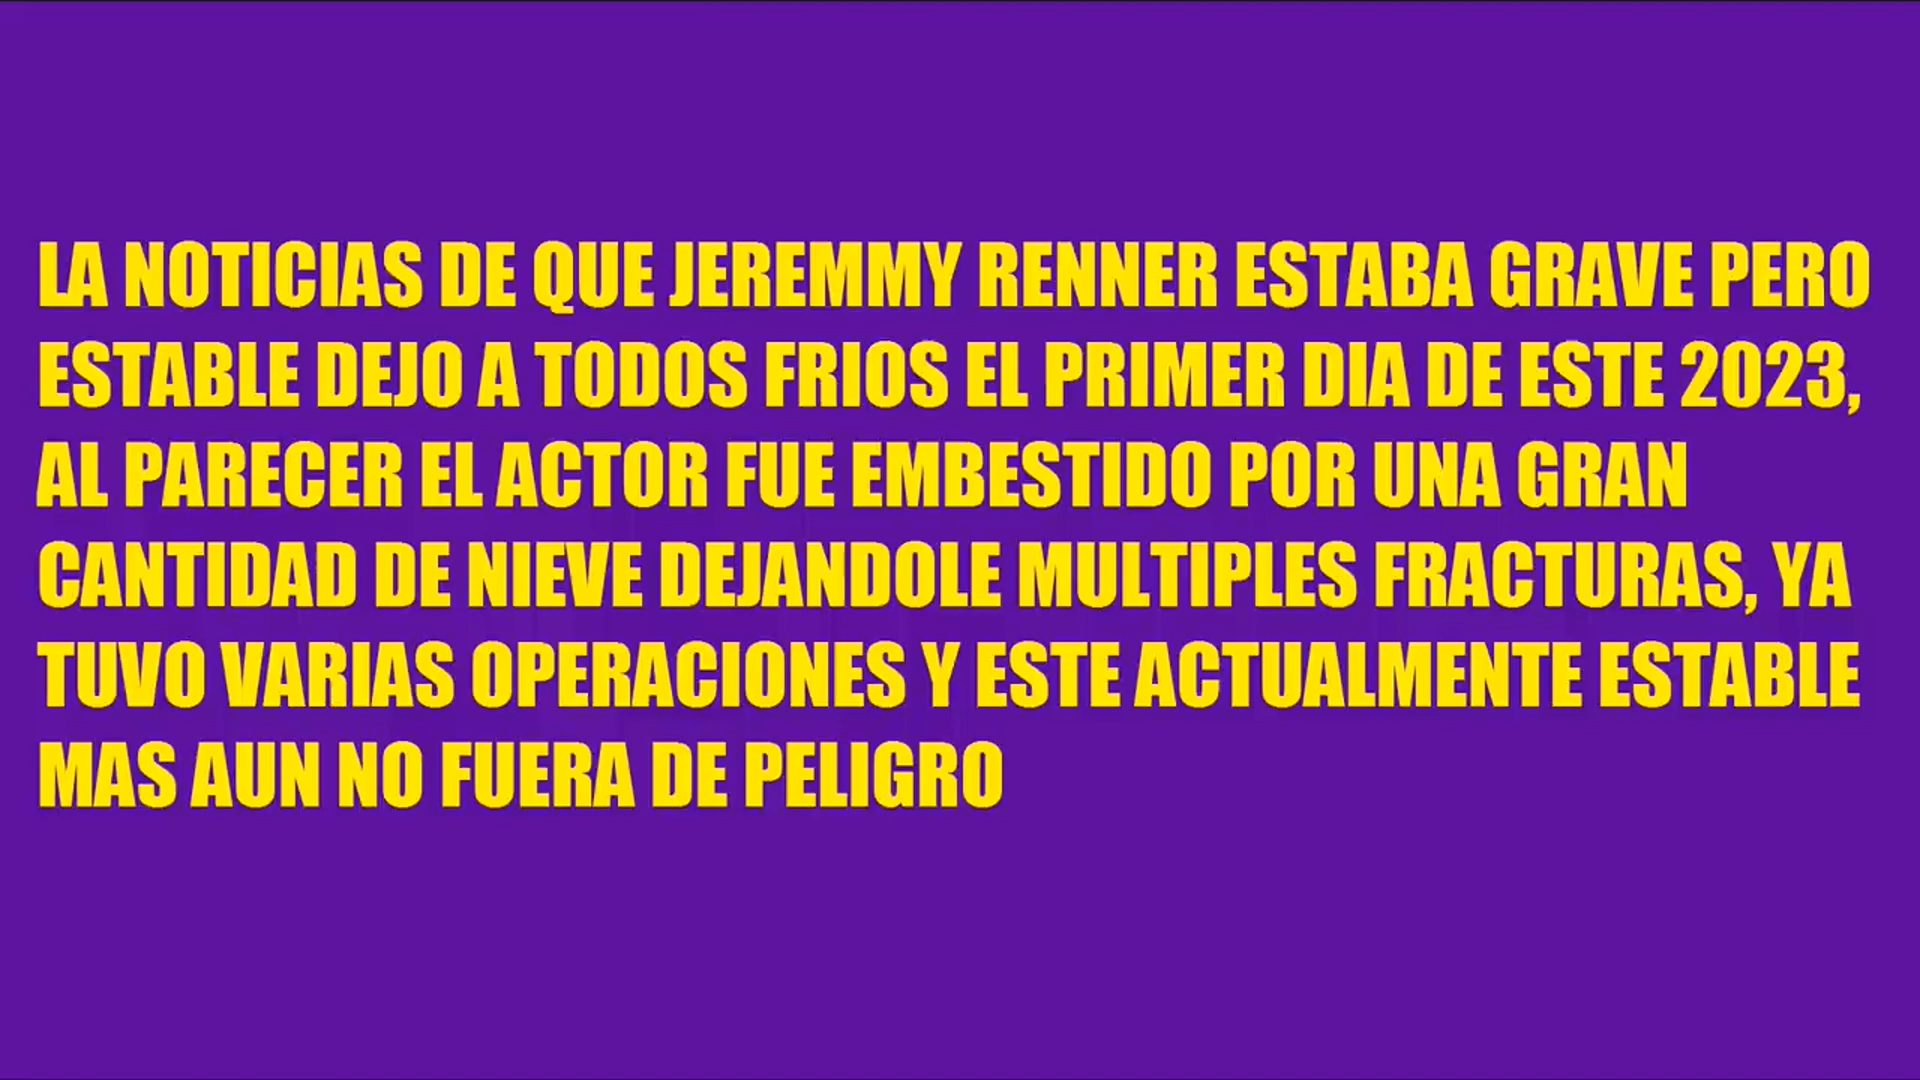 LA NOTICIAS DE QUE JEREMMY RENNER ESTABA GRAVE PERO
ESTABLE DEJO A TODOS FRIOS EL PRIMER DIA DE ESTE 2023,
AL PARECER EL ACTOR FUE EMBESTIDO POR UNA GRAN
CANTIDAD DE NIEVE DEJANDOLE MULTIPLES FRACTURAS, YA
TUVO VARIAS OPERACIONES Y ESTE ACTUALMENTE ESTABLE
MAS AUN NO FUERA DE PELIGRO